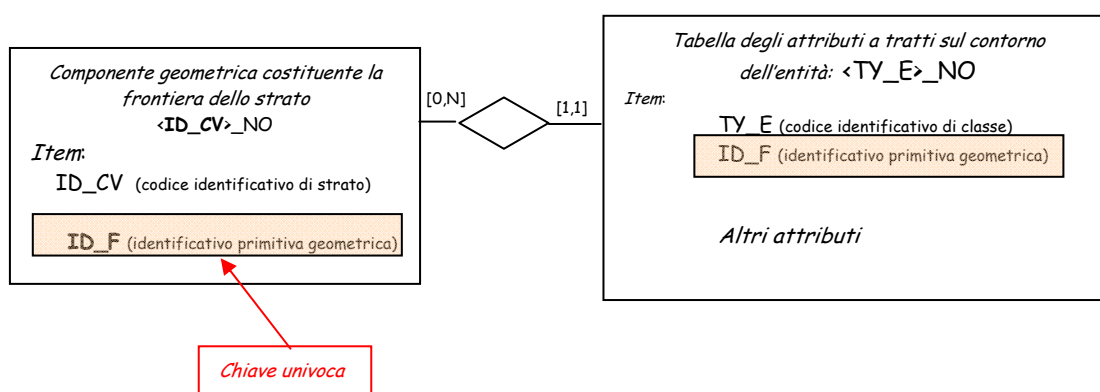 Componente geometrica costituente la
frontiera dello strato
<ID_CV>_NO
Item:
ID_CV (codice identificativo di strato)
ID_F (identificativo primitiva geometrica)
[0,N]
[1,1]
Tabella degli attributi a tratti sul contorno
dell'entità: <TY_E>_NO
Item:
TY_E (codice identificativo di classe)
ID_F (identificativo primitiva geometrica)
Altri attributi
Chiave univoca